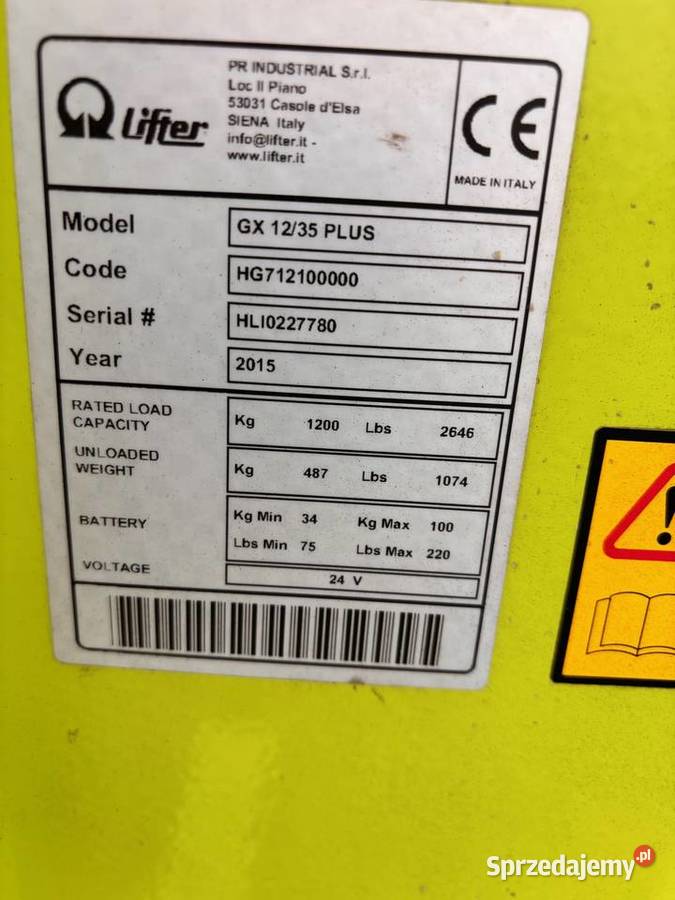 Lifter
PR INDUSTRIAL S.r.l.
Loc Il Piano
53031 Casole d'Elsa
SIENA Italy
info@lifter.it -
www.lifter.it
CE
MADE IN ITALY
Model GX 12/35 PLUS
Code HG712100000
Serial # HLI0227780
Year 2015
RATED LOAD
CAPACITY
Kg 1200 Lbs 2646
UNLOADED
WEIGHT
Kg 487 Lbs 1074
BATTERY
Kg Min 34 Kg Max 100
Lbs Min 75 Lbs Max 220
VOLTAGE 24 V
!
Sprzedajemy.pl